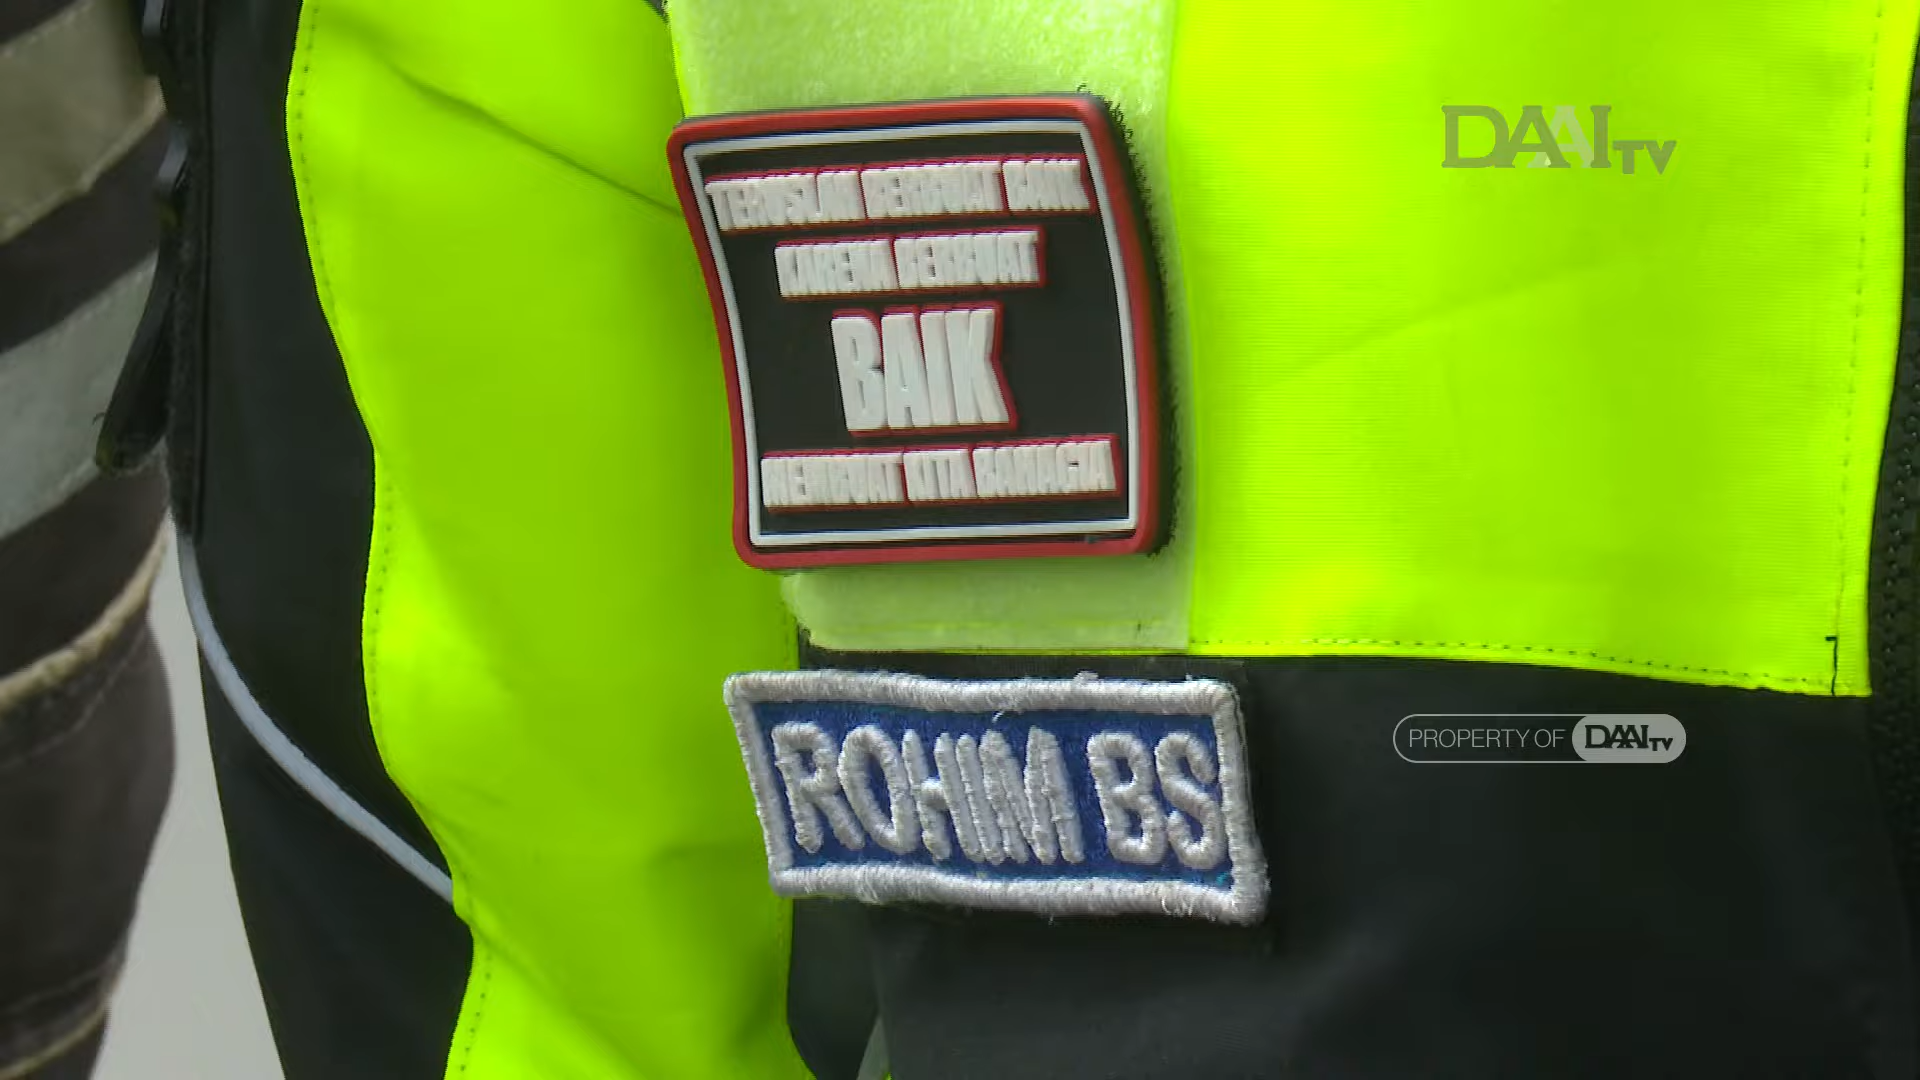 DAAI TV
TERUSLAH BERBUAT BAIK
KARENA BERBUAT
BAIK
MEMBUAT KITA BAHAGIA
ROHIM BS
PROPERTY OF DAAI TV